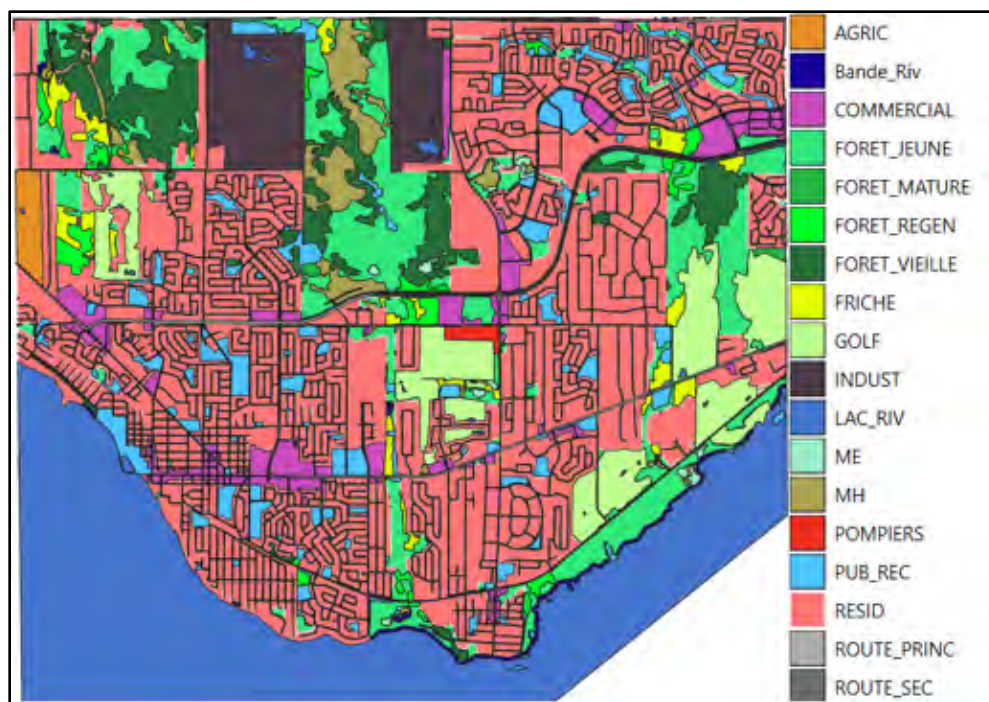 AGRIC
Bande_Riv
COMMERCIAL
FORET_JEUNE
FORET_MATURE
FORET_REGEN
FORET_VIEILLE
FRICHE
GOLF
INDUST
LAC_RIV
ME
MH
POMPIERS
PUB_REC
RESID
ROUTE_PRINC
ROUTE_SEC